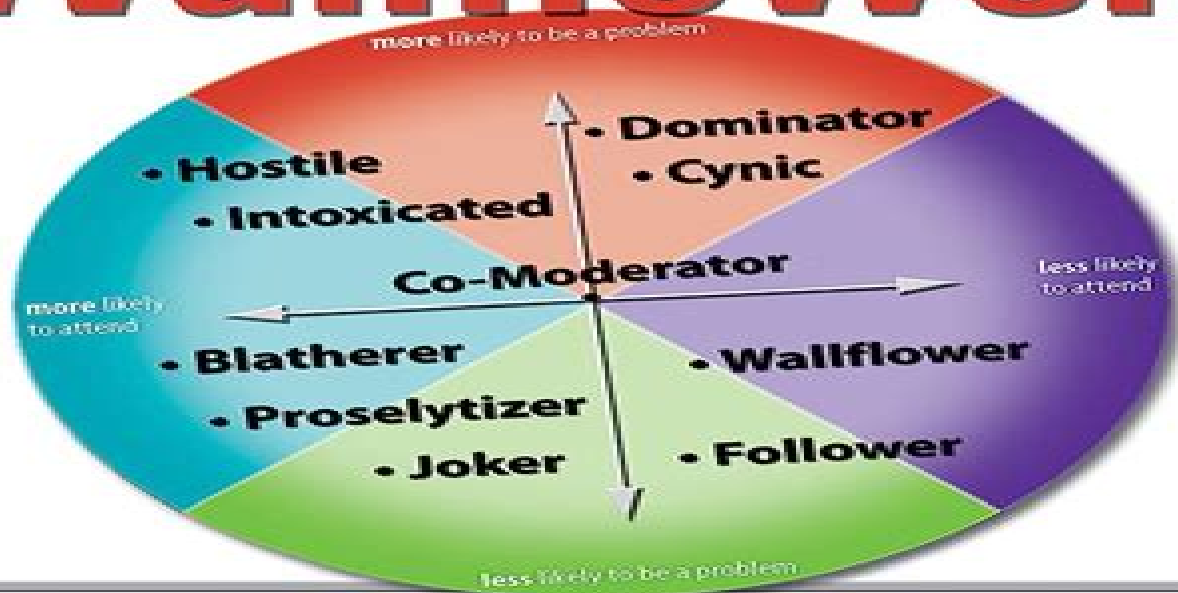 Wallflower
more likely to be a problem
• Dominator
• Hostile
• Cynic
• Intoxicated
Co-Moderator
less likely
to attend
more likely
to attend
• Blatherer
• Wallflower
• Proselytizer
• Joker
• Follower
less likely to be a problem